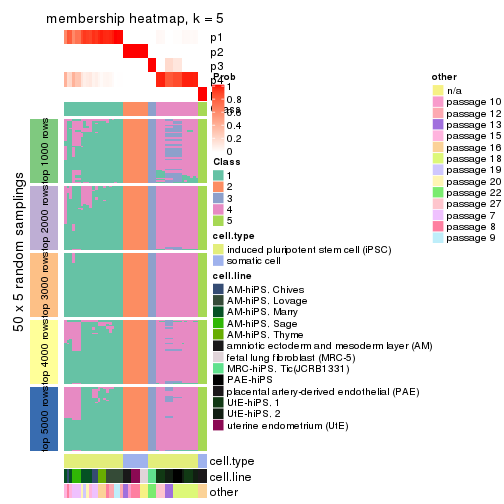 membership heatmap, k = 5
p1
p2
p3
p4
Prob
1
0.8
0.6
0.4
0.2
0
Class
1
2
3
4
5
cell.type
induced pluripotent stem cell (iPSC)
somatic cell
cell.line
AM-hiPS. Chives
AM-hiPS. Lovage
AM-hiPS. Marry
AM-hiPS. Sage
AM-hiPS. Thyme
amniotic ectoderm and mesoderm layer (AM)
fetal lung fibroblast (MRC-5)
MRC-hiPS. Tic(JCRB1331)
PAE-hiPS
placental artery-derived endothelial (PAE)
UtE-hiPS. 1
UtE-hiPS. 2
uterine endometrium (UtE)
other
n/a
passage 10
passage 12
passage 13
passage 15
passage 16
passage 18
passage 19
passage 20
passage 22
passage 27
passage 7
passage 8
passage 9
50 x 5 random samplings
top 1000 rows
top 2000 rows
top 3000 rows
top 4000 rows
top 5000 rows
cell.type
cell.line
other